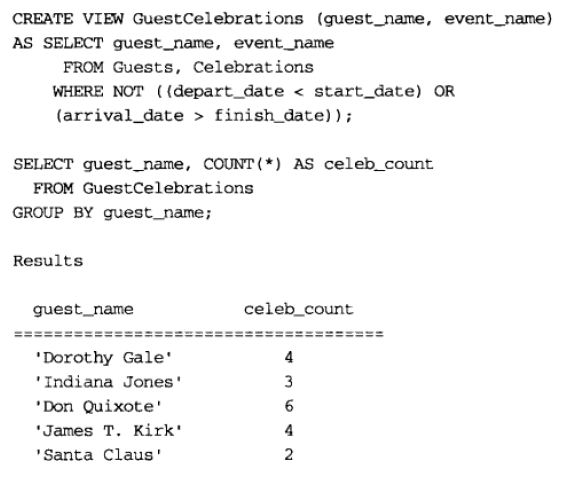 CREATE VIEW GuestCelebrations (guest_name, event_name)
AS SELECT guest_name, event_name
FROM Guests, Celebrations
WHERE NOT ((depart_date < start_date) OR
(arrival_date > finish_date));
SELECT guest_name, COUNT(*) AS celeb_count
FROM GuestCelebrations
GROUP BY guest_name;
Results
guest_name celeb_count
=====================================
'Dorothy Gale' 4
'Indiana Jones' 3
'Don Quixote' 6
'James T. Kirk' 4
'Santa Claus' 2